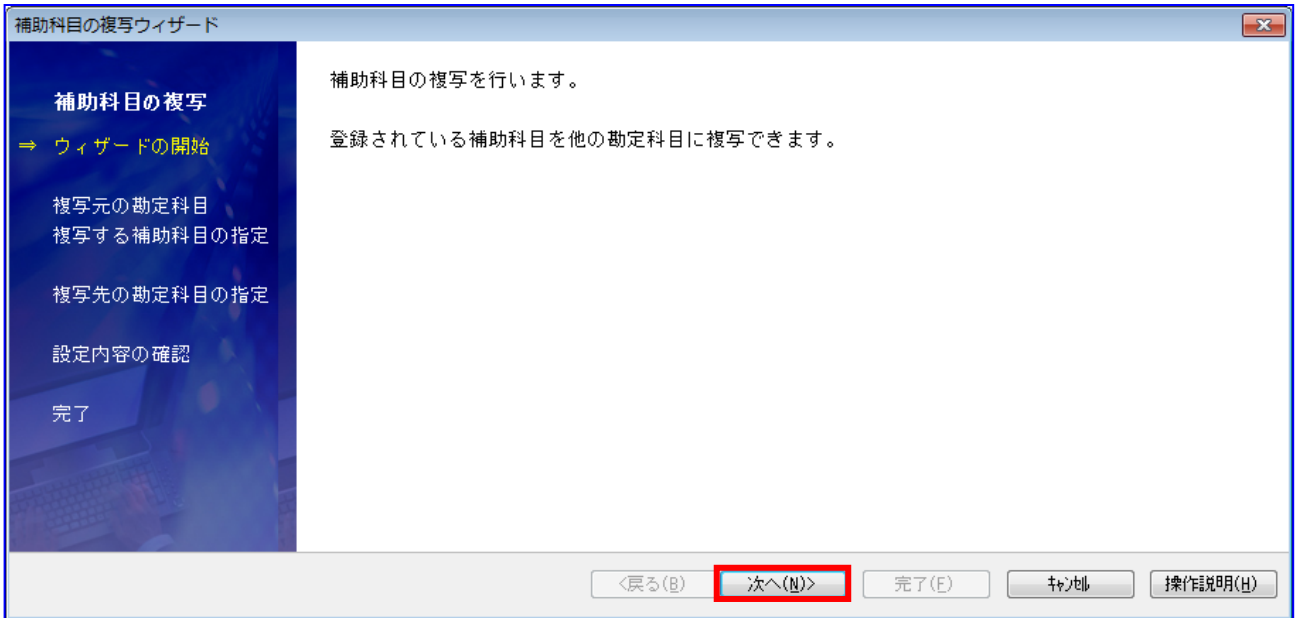 補助科目の複写ウィザード
補助科目の複写
⇒ ウィザードの開始
複写元の勘定科目
複写する補助科目の指定
複写先の勘定科目の指定
設定内容の確認
完了
補助科目の複写を行います。
登録されている補助科目を他の勘定科目に複写できます。
<戻る(B) 次へ(N)> 完了(F) ｷｬﾝｾﾙ 操作説明(H)